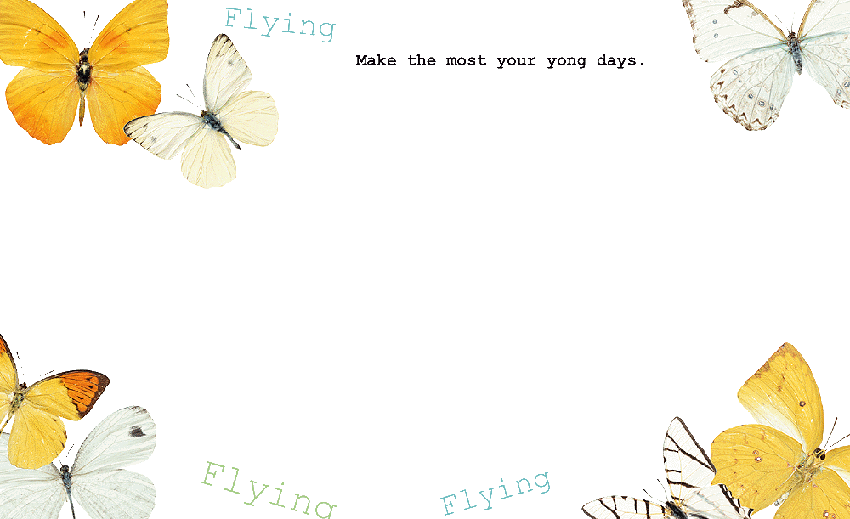 Flying
Make the most your yong days.
Flying
Flying